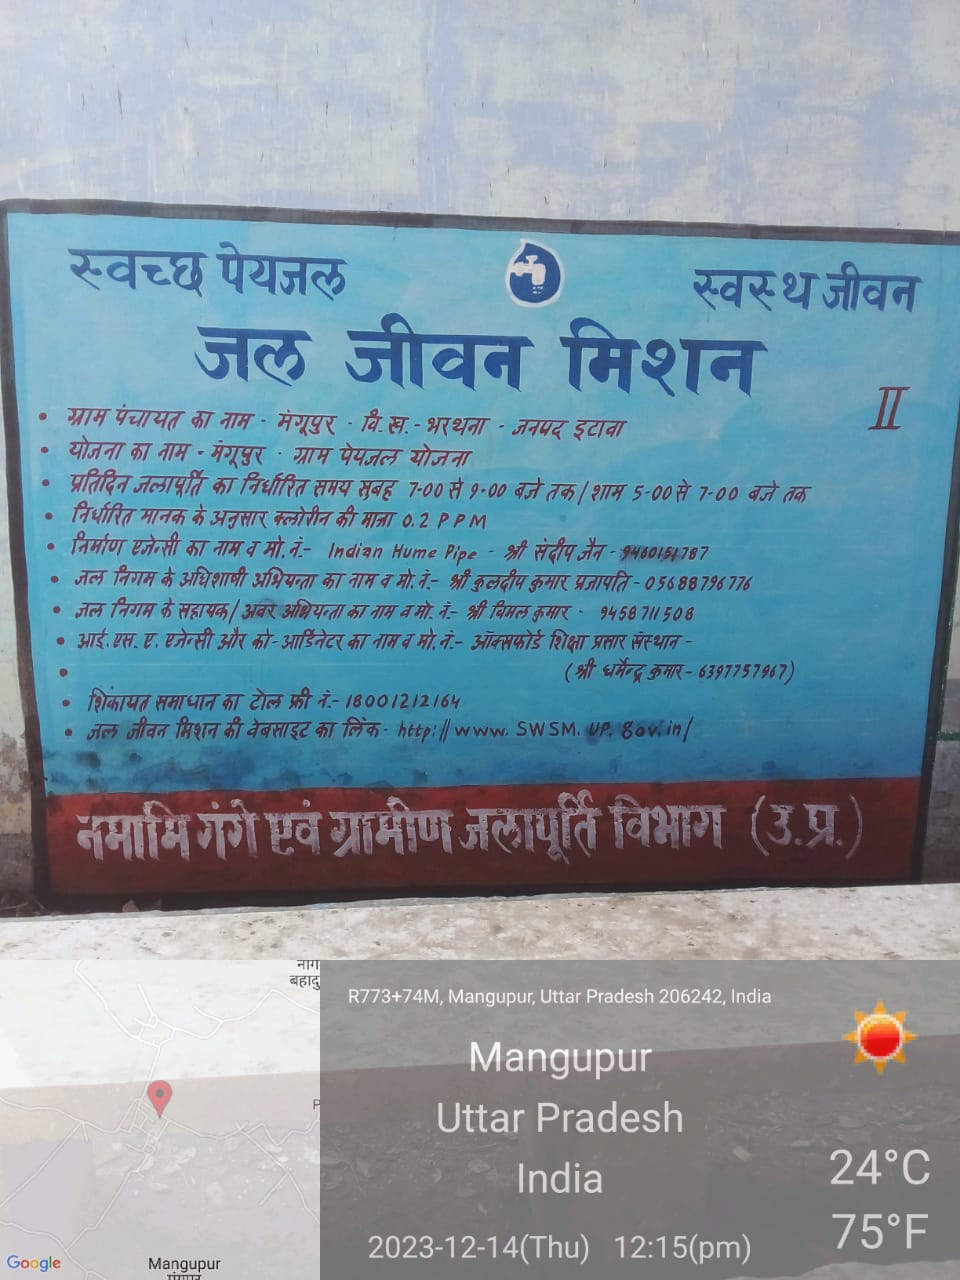 स्वच्छ पेयजल
स्वस्थ जीवन
जल जीवन मिशन
II
• ग्राम पंचायत का नाम - मंगूपुर - वि.ख.- भरथना - जनपद इटावा
• योजना का नाम - मंगूपुर - ग्राम पेयजल योजना
• प्रतिदिन जलापूर्ति का निर्धारित समय सुबह 7-00 से 9-00 बजे तक/शाम 5-00 से 7-00 बजे तक
• निर्धारित मानक के अनुसार क्लोरीन की मात्रा 0.2 PPM
• निर्माण एजेन्सी का नाम व मो.नं.- Indian Hume Pipe - श्री संदीप जैन - 9460151787
• जल निगम के अधिशाषी अभियन्ता का नाम व मो.नं.- श्री कुलदीप कुमार प्रजापति - 05688796776
• जल निगम के सहायक/अवर अभियन्ता का नाम व मो.नं.- श्री विमल कुमार - 9458711508
• आई.एस.ए. एजेन्सी और को-आर्डिनेटर का नाम व मो.नं.- ऑक्सफोर्ड शिक्षा प्रसार संस्थान -
• (श्री धर्मेन्द्र कुमार - 6397757967)
• शिकायत समाधान का टोल फ्री नं.- 18001212164
• जल जीवन मिशन की वेबसाइट का लिंक - http://www.SWSM.UP.gov.in/
नमामि गंगे एवं ग्रामीण जलापूर्ति विभाग (उ.प्र.)
बहादु
R773+74M, Mangupur, Uttar Pradesh 206242, India
Mangupur
Uttar Pradesh
India
24°C
75°F
2023-12-14(Thu) 12:15(pm)
Google
Mangupur